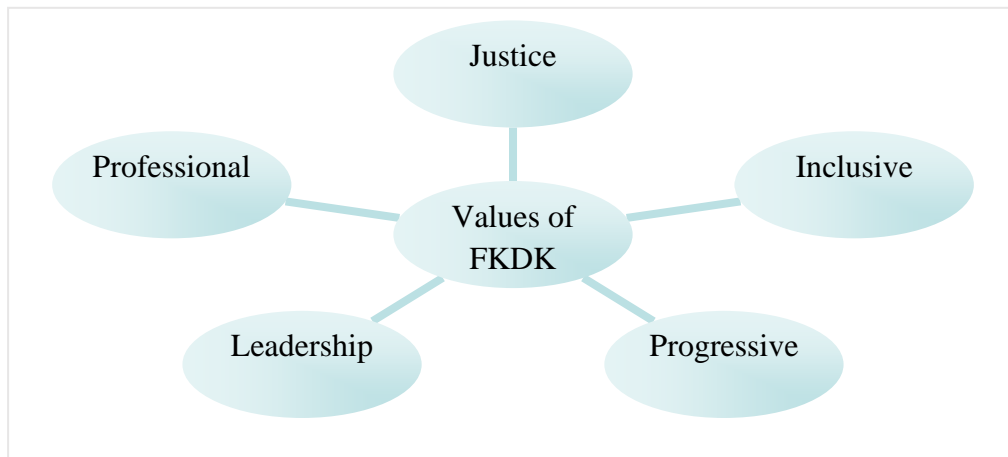 Justice
Professional
Inclusive
Values of
FKDK
Leadership
Progressive